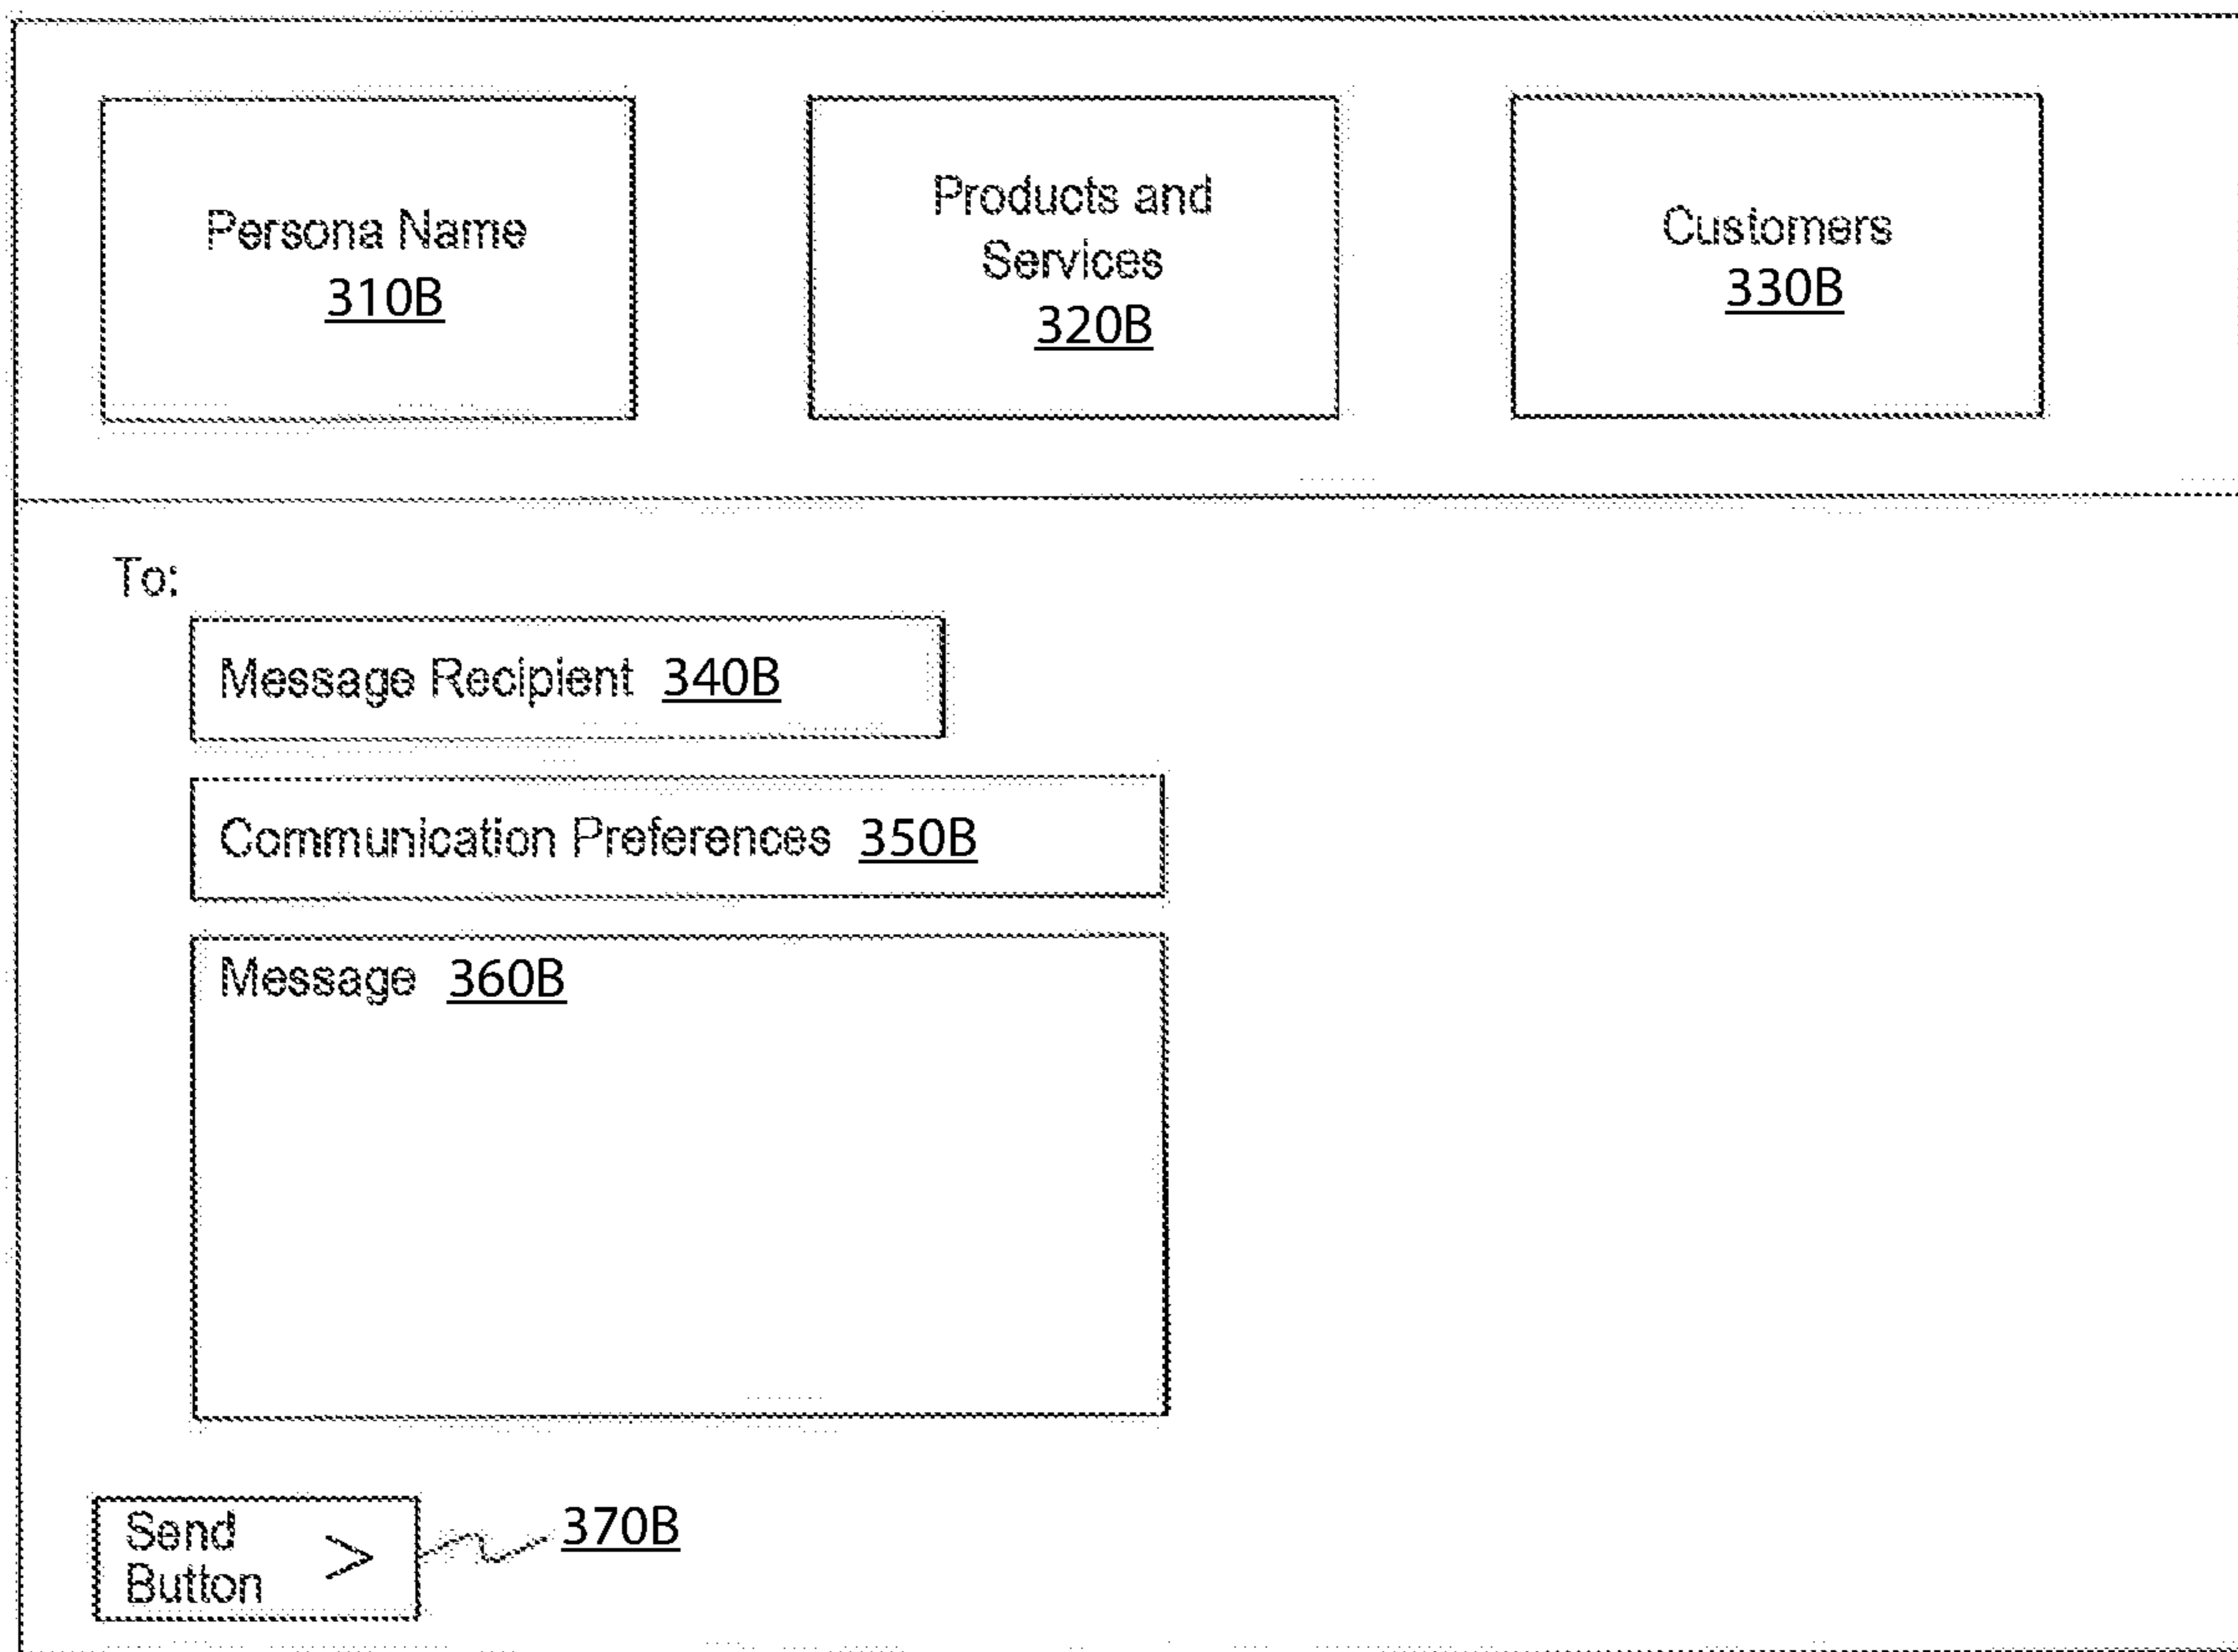 Persona Name
310B
Products and
Services
320B
Customers
330B
To:
Message Recipient 340B
Communication Preferences 350B
Message 360B
Send
Button >
370B